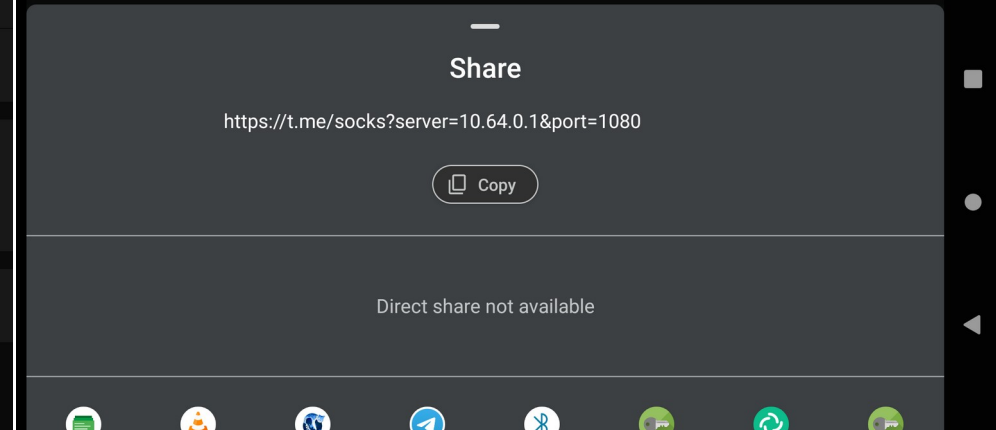 Share
https://t.me/socks?server=10.64.0.1&port=1080
Copy
Direct share not available